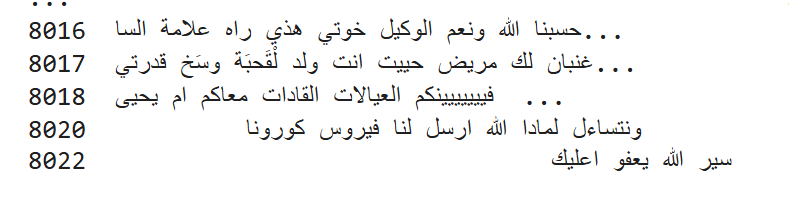 ...
8016 حسبنا الله ونعم الوكيل خوتي هذي راه علامة السا...
8017 غنبان لك مريض حييت انت ولد لْقَحبَة وسَخ قدرتي...
8018 فيييييييينكم العيالات القادات معاكم ام يحيى ...
8020 ونتساءل لمادا الله ارسل لنا فيروس كورونا
8022 سير الله يعفو اعليك